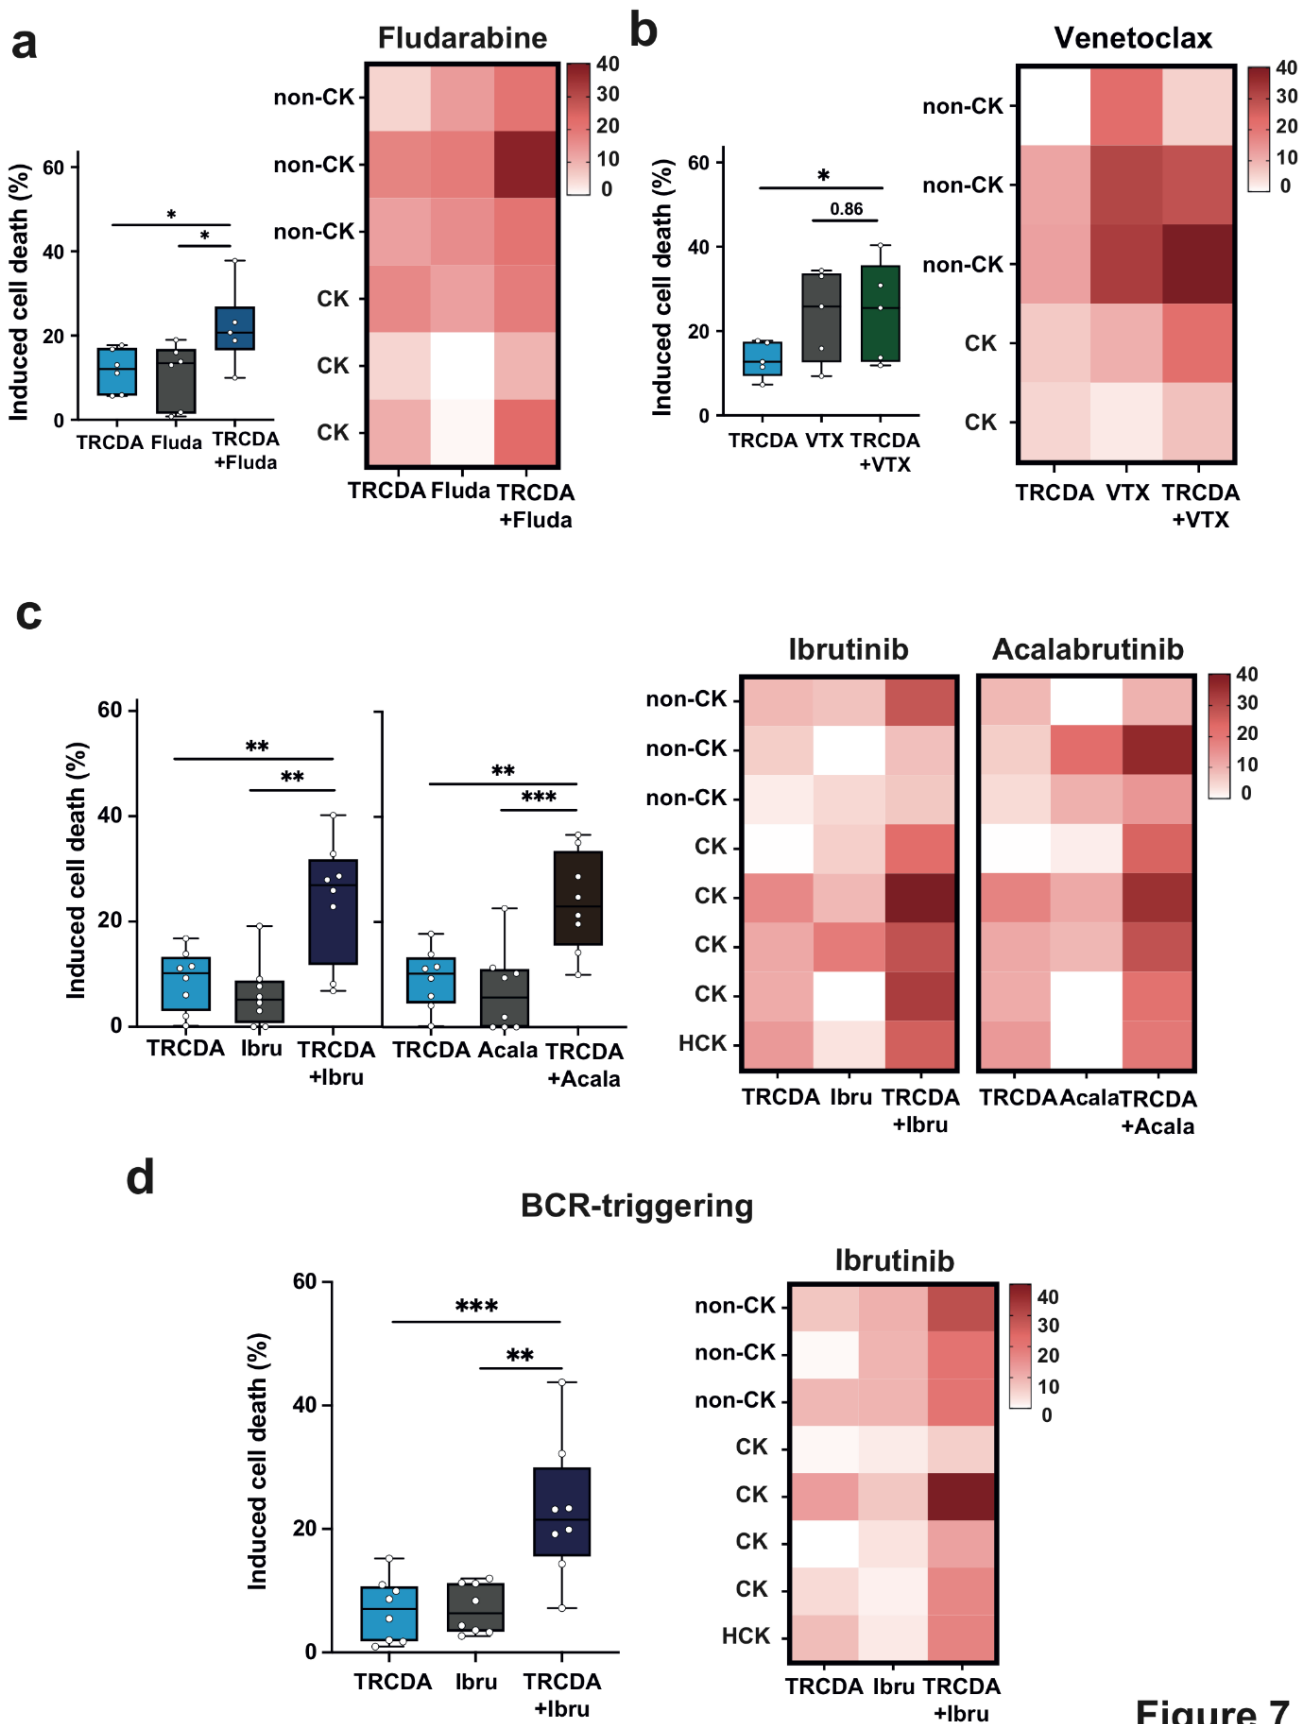 a
Fludarabine
Induced cell death (%)
60
40
20
0
*
*
TRCDA Fluda TRCDA
+Fluda
non-CK
non-CK
non-CK
CK
CK
CK
TRCDA Fluda TRCDA
+Fluda
40
30
20
10
0
b
Venetoclax
Induced cell death (%)
60
40
20
0
*
0.86
TRCDA VTX TRCDA
+VTX
non-CK
non-CK
non-CK
CK
CK
TRCDA VTX TRCDA
+VTX
40
30
20
10
0
c
Induced cell death (%)
60
40
20
0
**
**
**
***
TRCDA Ibru TRCDA
+Ibru
TRCDA Acala TRCDA
+Acala
Ibrutinib
Acalabrutinib
non-CK
non-CK
non-CK
CK
CK
CK
CK
HCK
TRCDA Ibru TRCDA
+Ibru
TRCDA Acala TRCDA
+Acala
40
30
20
10
0
d
BCR-triggering
Induced cell death (%)
60
40
20
0
***
**
TRCDA Ibru TRCDA
+Ibru
Ibrutinib
non-CK
non-CK
non-CK
CK
CK
CK
CK
HCK
TRCDA Ibru TRCDA
+Ibru
40
30
20
10
0
Figure 7